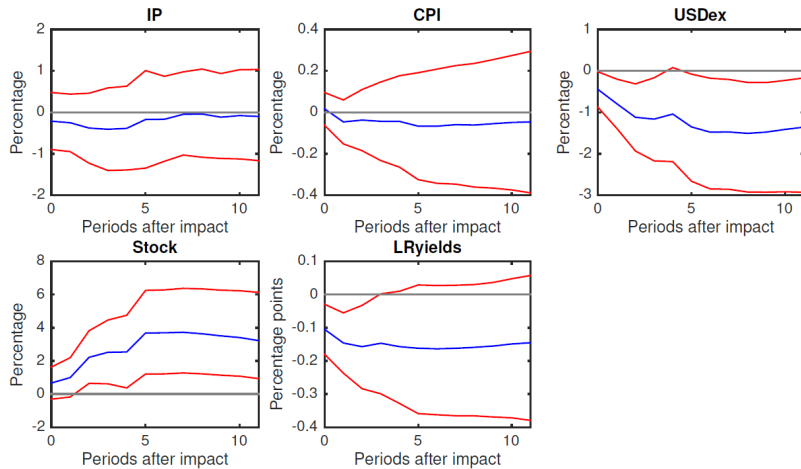 IP
CPI
USDex
2
1
0
-1
-2
Percentage
0 5 10
Periods after impact
0.4
0.2
0
-0.2
-0.4
Percentage
0 5 10
Periods after impact
1
0
-1
-2
-3
Percentage
0 5 10
Periods after impact
Stock
LRyields
8
6
4
2
0
-2
Percentage
0 5 10
Periods after impact
0.1
0
-0.1
-0.2
-0.3
-0.4
Percentage points
0 5 10
Periods after impact